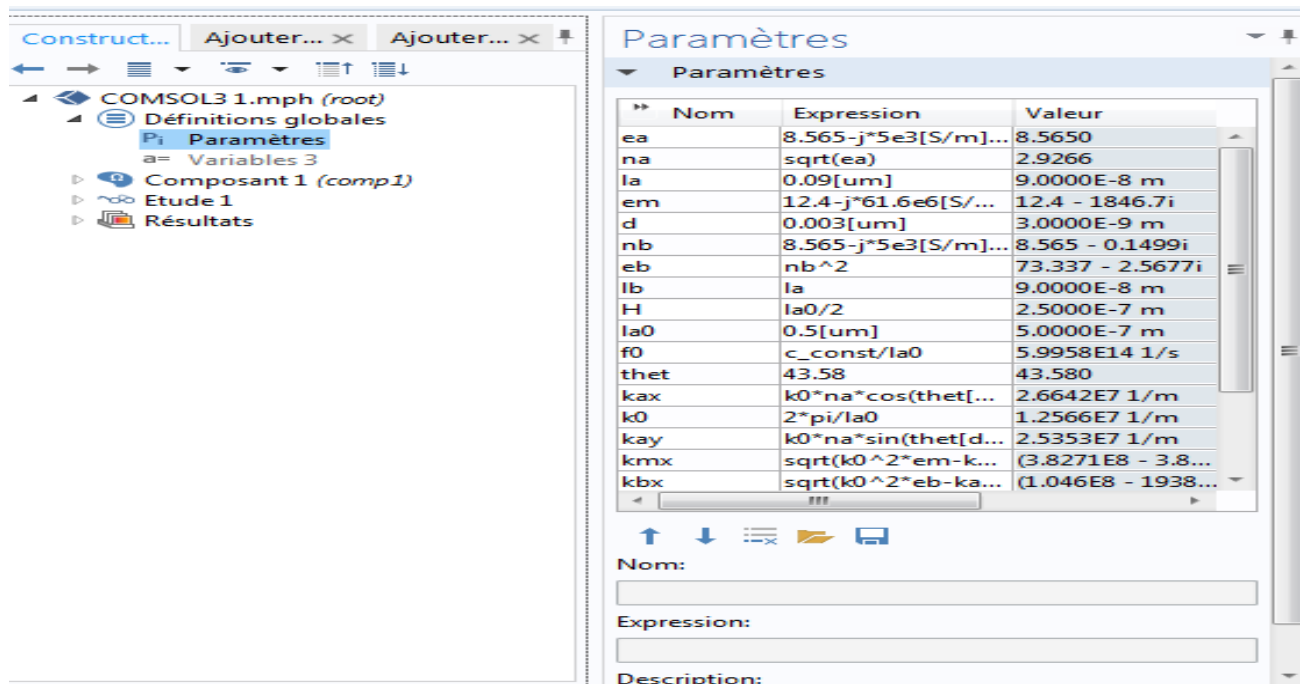 Construct... Ajouter... × Ajouter... ×
COMSOL3 1.mph (root)
Définitions globales
Pi Paramètres
a= Variables 3
Composant 1 (comp1)
Etude 1
Résultats
Paramètres
Paramètres
Nom Expression Valeur
ea 8.565-j*5e3[S/m]... 8.5650
na sqrt(ea) 2.9266
la 0.09[um] 9.0000E-8 m
em 12.4-j*61.6e6[S/... 12.4 - 1846.7i
d 0.003[um] 3.0000E-9 m
nb 8.565-j*5e3[S/m]... 8.565 - 0.1499i
eb nb^2 73.337 - 2.5677i
lb la 9.0000E-8 m
H la0/2 2.5000E-7 m
la0 0.5[um] 5.0000E-7 m
f0 c_const/la0 5.9958E14 1/s
thet 43.58 43.580
kax k0*na*cos(thet[... 2.6642E7 1/m
k0 2*pi/la0 1.2566E7 1/m
kay k0*na*sin(thet[d... 2.5353E7 1/m
kmx sqrt(k0^2*em-k... (3.8271E8 - 3.8...
kbx sqrt(k0^2*eb-ka... (1.046E8 - 1938...
Nom:
Expression:
Description: